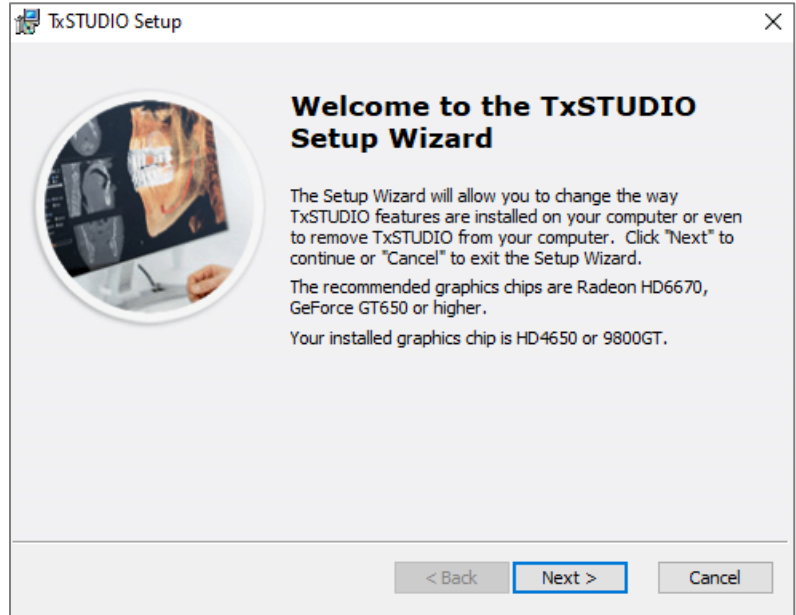 TxSTUDIO Setup
Welcome to the TxSTUDIO
Setup Wizard
The Setup Wizard will allow you to change the way
TxSTUDIO features are installed on your computer or even
to remove TxSTUDIO from your computer.  Click "Next" to
continue or "Cancel" to exit the Setup Wizard.
The recommended graphics chips are Radeon HD6670,
GeForce GT650 or higher.
Your installed graphics chip is HD4650 or 9800GT.
< Back
Next >
Cancel